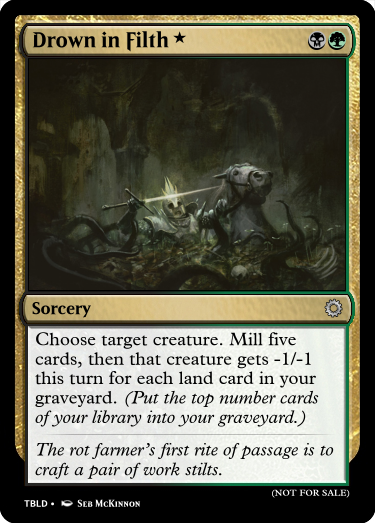 Drown in Filth ★
Sorcery
Choose target creature. Mill five
cards, then that creature gets -1/-1
this turn for each land card in your
graveyard. (Put the top number cards
of your library into your graveyard.)
The rot farmer's first rite of passage is to
craft a pair of work stilts.
TBLD • Seb McKinnon
(NOT FOR SALE)